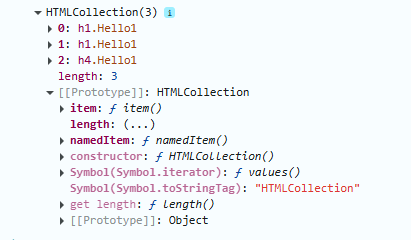 HTMLCollection(3) i
0: h1.Hello1
1: h1.Hello1
2: h4.Hello1
length: 3
[[Prototype]]: HTMLCollection
item: ƒ item()
length: (...)
namedItem: ƒ namedItem()
constructor: ƒ HTMLCollection()
Symbol(Symbol.iterator): ƒ values()
Symbol(Symbol.toStringTag): "HTMLCollection"
get length: ƒ length()
[[Prototype]]: Object